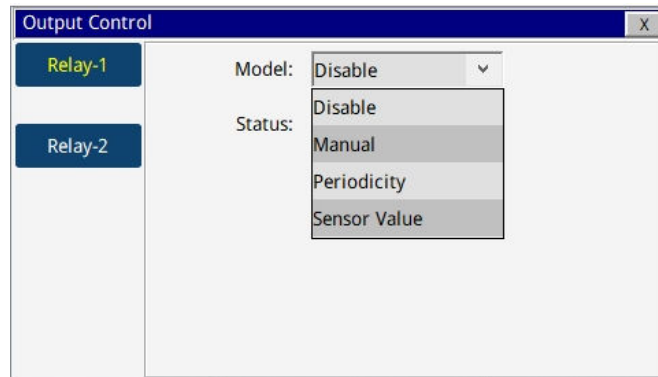 Output Control X
Relay-1
Model: Disable
Disable
Status:
Manual
Relay-2
Periodicity
Sensor Value